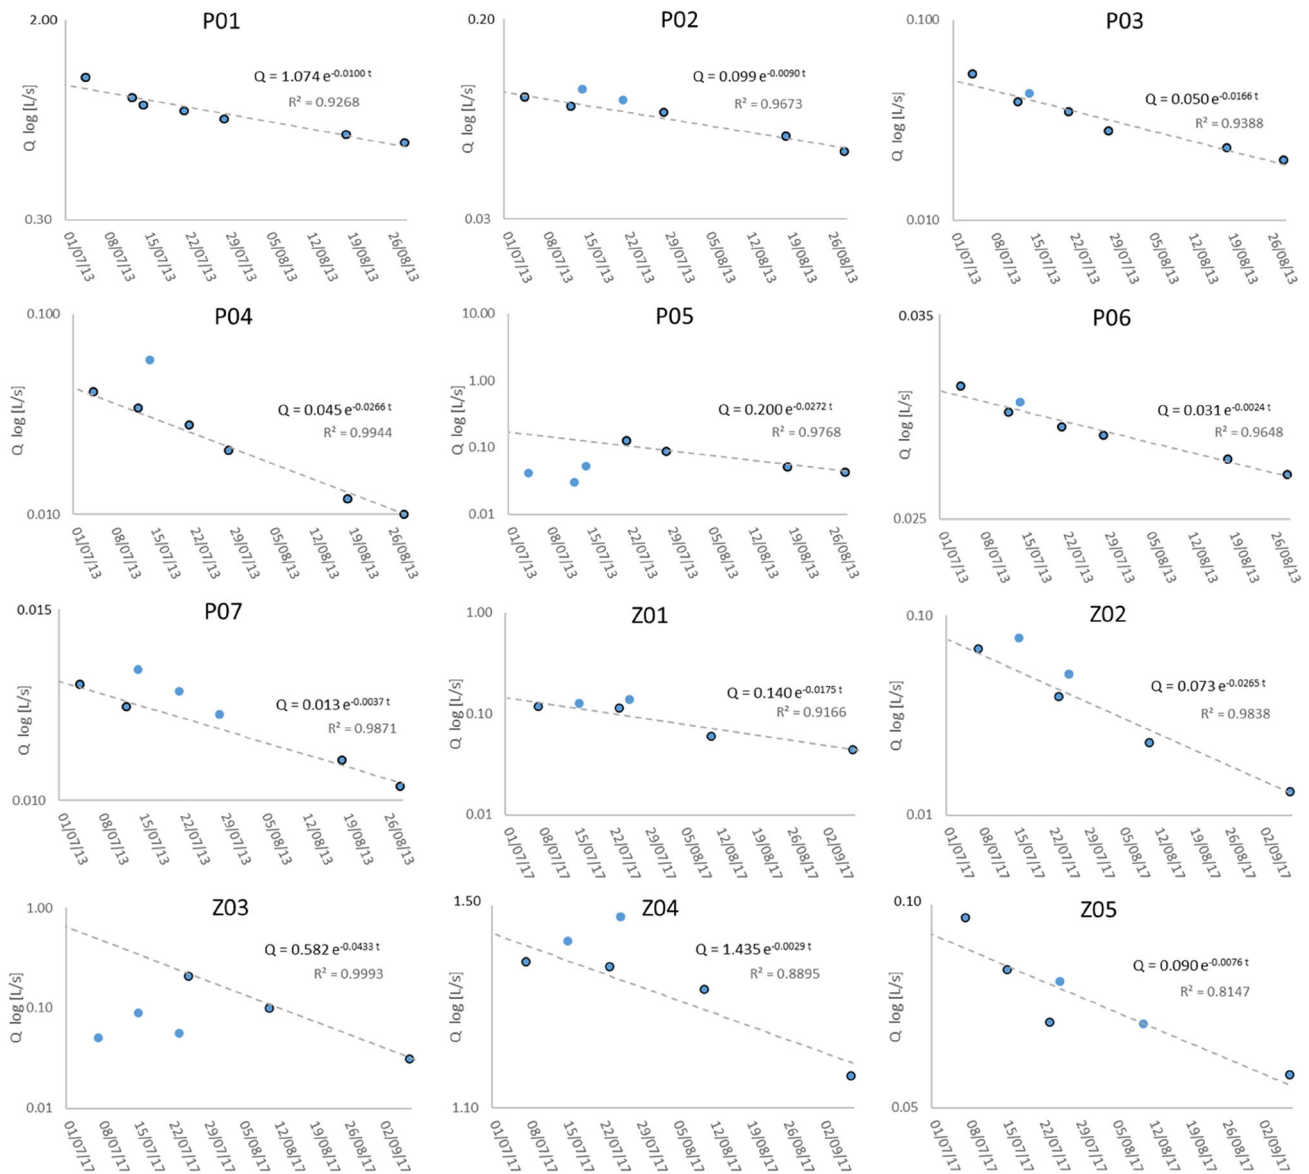 P01
2.00
Q = 1.074 e^-0.0100 t
R² = 0.9268
Q log [L/s]
0.30
01/07/13
08/07/13
15/07/13
22/07/13
29/07/13
05/08/13
12/08/13
19/08/13
26/08/13
P02
0.20
Q = 0.099 e^-0.0090 t
R² = 0.9673
Q log [L/s]
0.03
01/07/13
08/07/13
15/07/13
22/07/13
29/07/13
05/08/13
12/08/13
19/08/13
26/08/13
P03
0.100
Q = 0.050 e^-0.0166 t
R² = 0.9388
Q log [L/s]
0.010
01/07/13
08/07/13
15/07/13
22/07/13
29/07/13
05/08/13
12/08/13
19/08/13
26/08/13
P04
0.100
Q = 0.045 e^-0.0266 t
R² = 0.9944
Q log [L/s]
0.010
01/07/13
08/07/13
15/07/13
22/07/13
29/07/13
05/08/13
12/08/13
19/08/13
26/08/13
P05
10.00
1.00
Q = 0.200 e^-0.0272 t
R² = 0.9768
Q log [L/s]
0.10
0.01
01/07/13
08/07/13
15/07/13
22/07/13
29/07/13
05/08/13
12/08/13
19/08/13
26/08/13
P06
0.035
Q = 0.031 e^-0.0024 t
R² = 0.9648
Q log [L/s]
0.025
01/07/13
08/07/13
15/07/13
22/07/13
29/07/13
05/08/13
12/08/13
19/08/13
26/08/13
P07
0.015
Q = 0.013 e^-0.0037 t
R² = 0.9871
Q log [L/s]
0.010
01/07/13
08/07/13
15/07/13
22/07/13
29/07/13
05/08/13
12/08/13
19/08/13
26/08/13
Z01
1.00
Q = 0.140 e^-0.0175 t
R² = 0.9166
Q log [L/s]
0.10
0.01
01/07/17
08/07/17
15/07/17
22/07/17
29/07/17
05/08/17
12/08/17
19/08/17
26/08/17
02/09/17
Z02
0.10
Q = 0.073 e^-0.0265 t
R² = 0.9838
Q log [L/s]
0.01
01/07/17
08/07/17
15/07/17
22/07/17
29/07/17
05/08/17
12/08/17
19/08/17
26/08/17
02/09/17
Z03
1.00
Q = 0.582 e^-0.0433 t
R² = 0.9993
Q log [L/s]
0.10
0.01
01/07/17
08/07/17
15/07/17
22/07/17
29/07/17
05/08/17
12/08/17
19/08/17
26/08/17
02/09/17
Z04
1.50
Q = 1.435 e^-0.0029 t
R² = 0.8895
Q log [L/s]
1.10
01/07/17
08/07/17
15/07/17
22/07/17
29/07/17
05/08/17
12/08/17
19/08/17
26/08/17
02/09/17
Z05
0.10
Q = 0.090 e^-0.0076 t
R² = 0.8147
Q log [L/s]
0.05
01/07/17
08/07/17
15/07/17
22/07/17
29/07/17
05/08/17
12/08/17
19/08/17
26/08/17
02/09/17